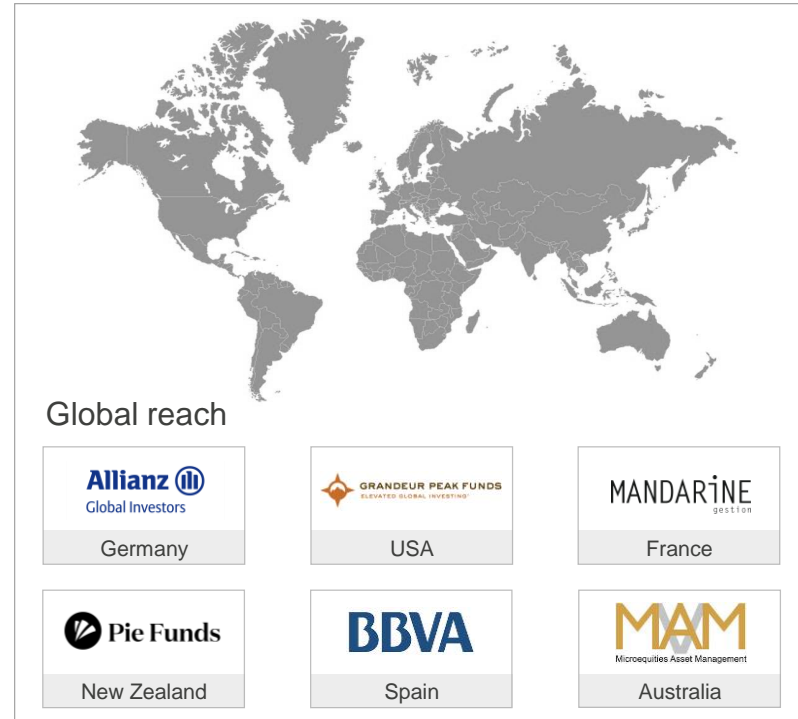 Global reach
Allianz
Global Investors
Germany
GRANDEUR PEAK FUNDS
ELEVATED GLOBAL INVESTING
USA
MANDARiNE
gestion
France
Pie Funds
New Zealand
BBVA
Spain
MAM
Microequities Asset Management
Australia